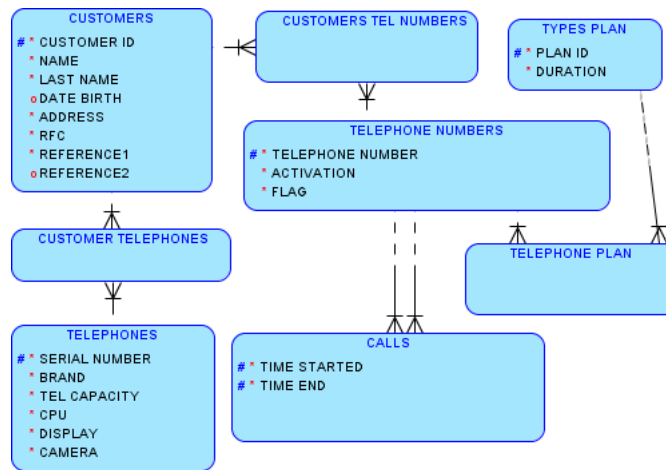 CUSTOMERS
# * CUSTOMER ID
* NAME
* LAST NAME
o DATE BIRTH
* ADDRESS
* RFC
* REFERENCE1
o REFERENCE2
CUSTOMERS TEL NUMBERS
TYPES PLAN
# * PLAN ID
* DURATION
TELEPHONE NUMBERS
# * TELEPHONE NUMBER
* ACTIVATION
* FLAG
CUSTOMER TELEPHONES
TELEPHONE PLAN
TELEPHONES
# * SERIAL NUMBER
* BRAND
* TEL CAPACITY
* CPU
* DISPLAY
* CAMERA
CALLS
# * TIME STARTED
# * TIME END